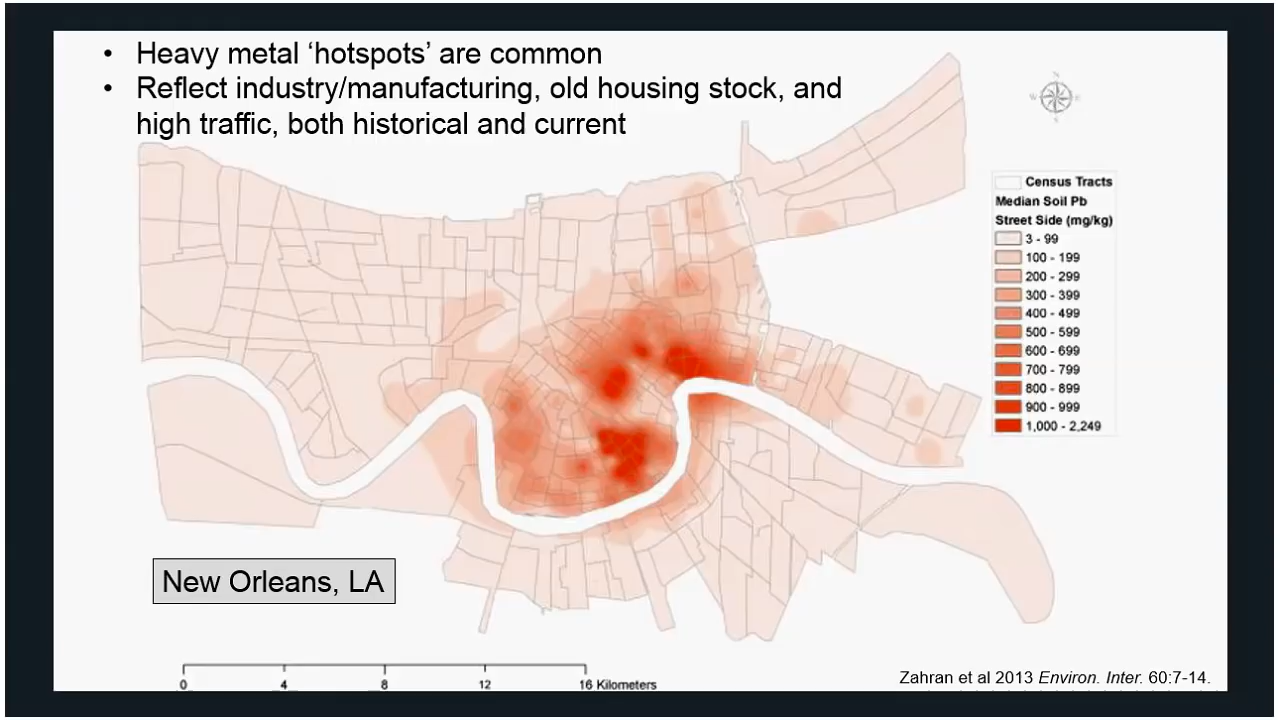 • Heavy metal ‘hotspots’ are common
• Reflect industry/manufacturing, old housing stock, and
high traffic, both historical and current
N
W E
S
Census Tracts
Median Soil Pb
Street Side (mg/kg)
3 - 99
100 - 199
200 - 299
300 - 399
400 - 499
500 - 599
600 - 699
700 - 799
800 - 899
900 - 999
1,000 - 2,249
New Orleans, LA
0 4 8 12 16 Kilometers
Zahran et al 2013 Environ. Inter. 60:7-14.